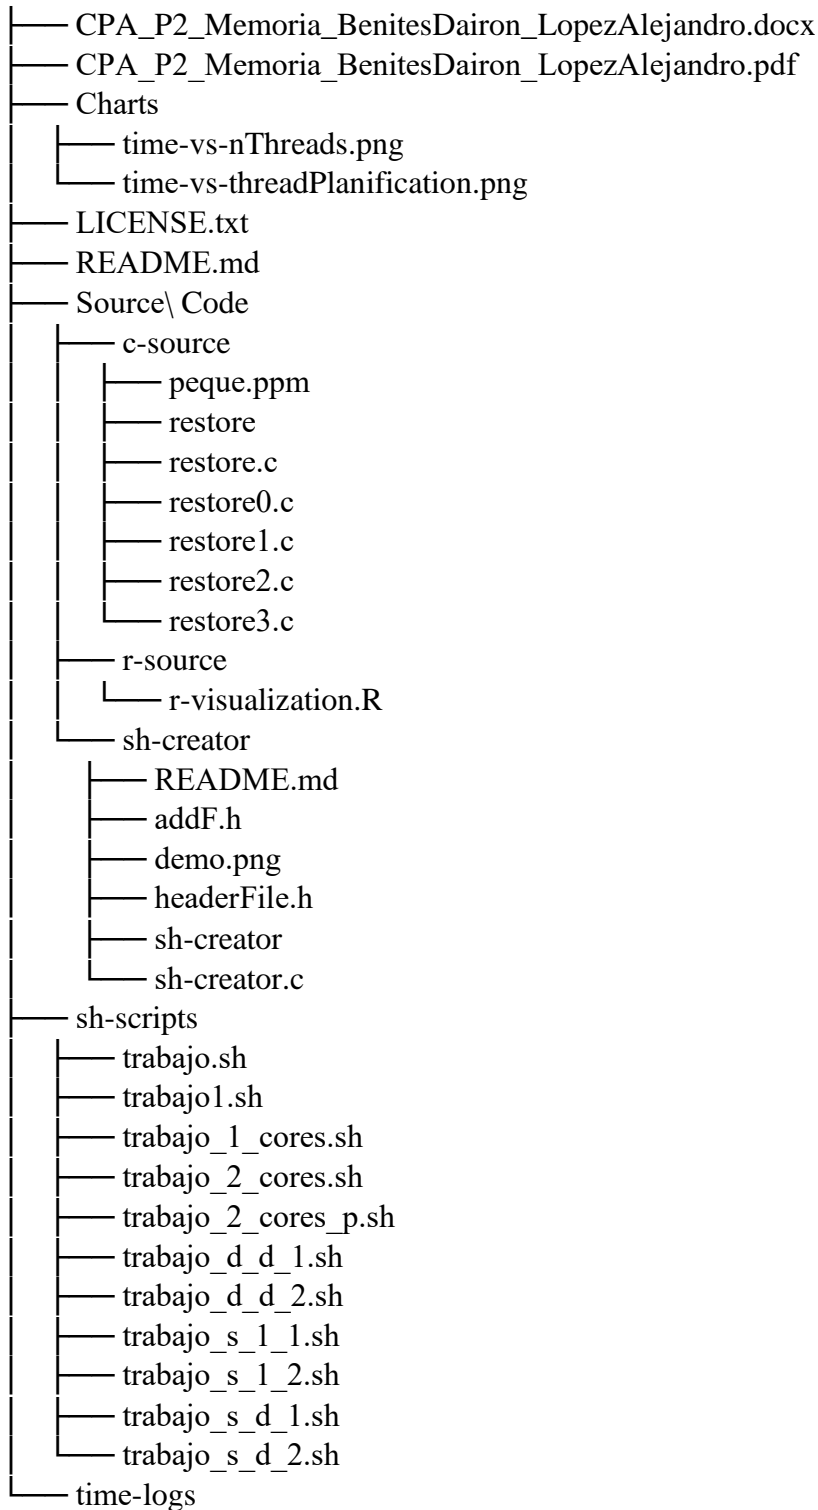 ├── CPA_P2_Memoria_BenitesDairon_LopezAlejandro.docx
├── CPA_P2_Memoria_BenitesDairon_LopezAlejandro.pdf
├── Charts
│   ├── time-vs-nThreads.png
│   └── time-vs-threadPlanification.png
├── LICENSE.txt
├── README.md
├── Source\ Code
│   ├── c-source
│   │   ├── peque.ppm
│   │   ├── restore
│   │   ├── restore.c
│   │   ├── restore0.c
│   │   ├── restore1.c
│   │   ├── restore2.c
│   │   └── restore3.c
│   ├── r-source
│   │   └── r-visualization.R
│   └── sh-creator
│       ├── README.md
│       ├── addF.h
│       ├── demo.png
│       ├── headerFile.h
│       ├── sh-creator
│       └── sh-creator.c
├── sh-scripts
│   ├── trabajo.sh
│   ├── trabajo1.sh
│   ├── trabajo_1_cores.sh
│   ├── trabajo_2_cores.sh
│   ├── trabajo_2_cores_p.sh
│   ├── trabajo_d_d_1.sh
│   ├── trabajo_d_d_2.sh
│   ├── trabajo_s_1_1.sh
│   ├── trabajo_s_1_2.sh
│   ├── trabajo_s_d_1.sh
│   └── trabajo_s_d_2.sh
└── time-logs